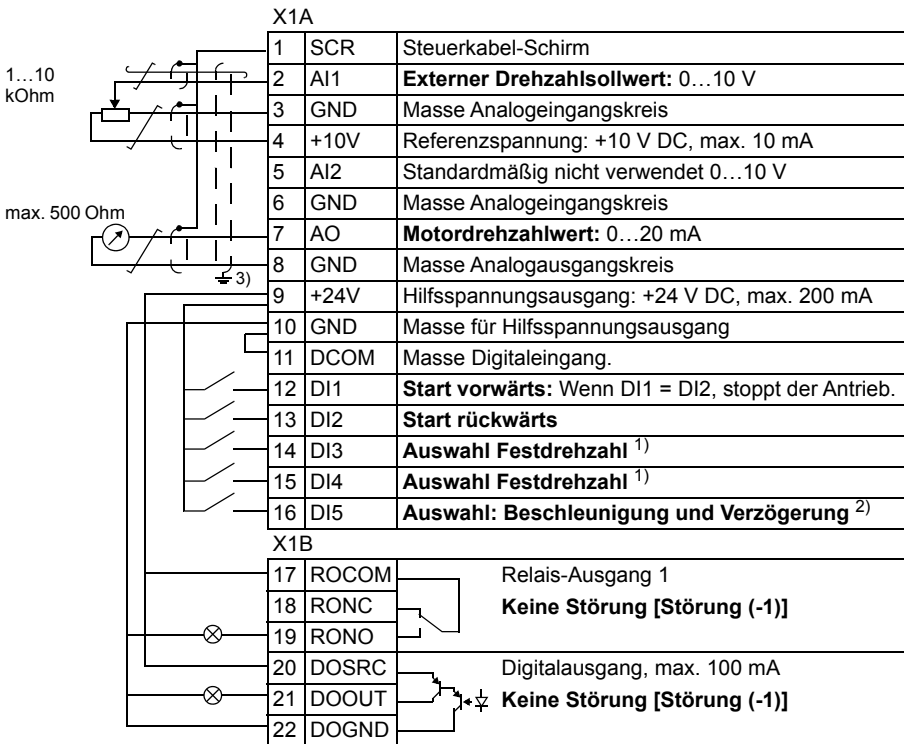 X1A
1 SCR Steuerkabel-Schirm
1…10 kOhm
2 AI1 Externer Drehzahlsollwert: 0…10 V
3 GND Masse Analogeingangskreis
4 +10V Referenzspannung: +10 V DC, max. 10 mA
5 AI2 Standardmäßig nicht verwendet 0…10 V
6 GND Masse Analogeingangskreis
max. 500 Ohm
7 AO Motordrehzahlwert: 0…20 mA
8 GND Masse Analogausgangskreis
3)
9 +24V Hilfsspannungsausgang: +24 V DC, max. 200 mA
10 GND Masse für Hilfsspannungsausgang
11 DCOM Masse Digitaleingang.
12 DI1 Start vorwärts: Wenn DI1 = DI2, stoppt der Antrieb.
13 DI2 Start rückwärts
14 DI3 Auswahl Festdrehzahl 1)
15 DI4 Auswahl Festdrehzahl 1)
16 DI5 Auswahl: Beschleunigung und Verzögerung 2)
X1B
17 ROCOM Relais-Ausgang 1
18 RONC Keine Störung [Störung (-1)]
19 RONO
20 DOSRC Digitalausgang, max. 100 mA
21 DOOUT Keine Störung [Störung (-1)]
22 DOGND